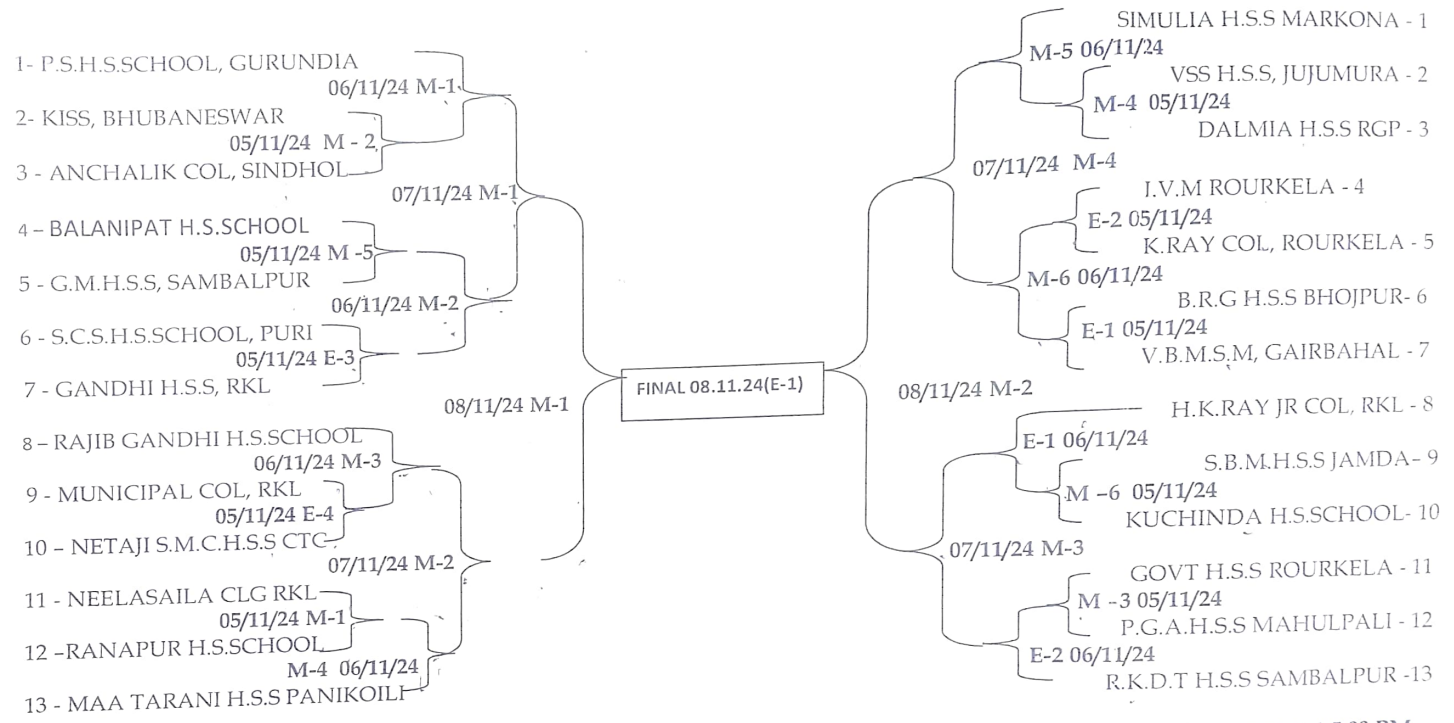 1- P.S.H.S.SCHOOL, GURUNDIA
06/11/24 M-1
2- KISS, BHUBANESWAR
05/11/24 M - 2
3 - ANCHALIK COL, SINDHOL
07/11/24 M-1
4 – BALANIPAT H.S.SCHOOL
05/11/24 M -5
5 - G.M.H.S.S, SAMBALPUR
06/11/24 M-2
6 - S.C.S.H.S.SCHOOL, PURI
05/11/24 E-3
7 - GANDHI H.S.S, RKL
08/11/24 M-1
8 – RAJIB GANDHI H.S.SCHOOL
06/11/24 M-3
9 - MUNICIPAL COL, RKL
05/11/24 E-4
10 – NETAJI S.M.C.H.S.S CTC
07/11/24 M-2
11 - NEELASAILA CLG RKL
05/11/24 M-1
12 –RANAPUR H.S.SCHOOL
M-4 06/11/24
13 - MAA TARANI H.S.S PANIKOILI
FINAL 08.11.24(E-1)
SIMULIA H.S.S MARKONA - 1
M-5 06/11/24
VSS H.S.S, JUJUMURA - 2
M-4 05/11/24
DALMIA H.S.S RGP - 3
07/11/24 M-4
I.V.M ROURKELA - 4
E-2 05/11/24
K.RAY COL, ROURKELA - 5
M-6 06/11/24
B.R.G H.S.S BHOJPUR- 6
E-1 05/11/24
V.B.M.S.M, GAIRBAHAL - 7
08/11/24 M-2
H.K.RAY JR COL, RKL - 8
E-1 06/11/24
S.B.M.H.S.S JAMDA– 9
M –6 05/11/24
KUCHINDA H.S.SCHOOL- 10
07/11/24 M-3
GOVT H.S.S ROURKELA - 11
M –3 05/11/24
P.G.A.H.S.S MAHULPALI - 12
E-2 06/11/24
R.K.D.T H.S.S SAMBALPUR -13